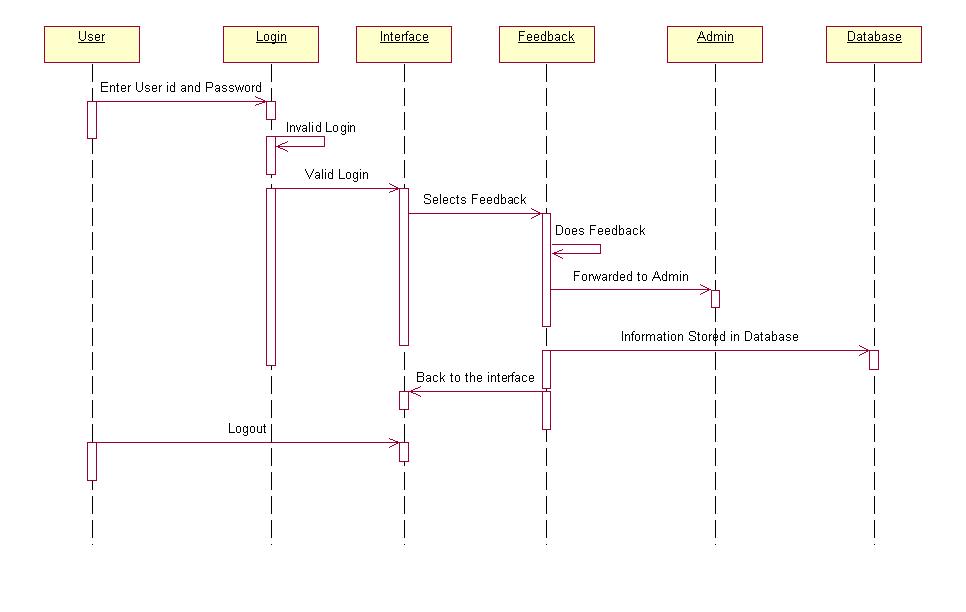 User
Login
Interface
Feedback
Admin
Database
Enter User id and Password
Invalid Login
Valid Login
Selects Feedback
Does Feedback
Forwarded to Admin
Information Stored in Database
Back to the interface
Logout